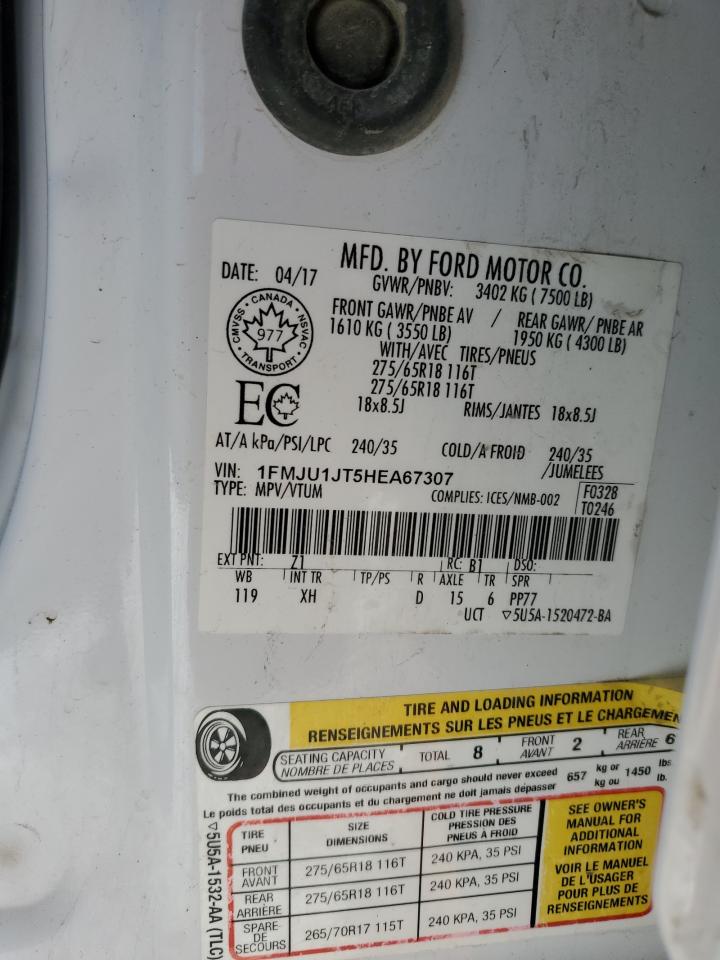 MFD. BY FORD MOTOR CO.
DATE: 04/17
GVWR/PNBV: 3402 KG ( 7500 LB)
FRONT GAWR/PNBE AV / REAR GAWR/ PNBE AR
1610 KG ( 3550 LB) 1950 KG ( 4300 LB)
WITH/AVEC TIRES/PNEUS
275/65R18 116T
275/65R18 116T
18x8.5J RIMS/JANTES 18x8.5J
CANADA
CMVSS
NSVAC
977
TRANSPORT
EC
AT/A kPa/PSI/LPC 240/35 COLD/A FROID 240/35
/JUMELEES
VIN: 1FMJU1JT5HEA67307
TYPE: MPV/VTUM COMPLIES: ICES/NMB-002
F0328
T0246
EXT PNT: Z1 RC: B1 DSO:
WB INT TR TP/PS R AXLE TR SPR
119 XH D 15 6 PP77
UCT 5U5A-1520472-BA
TIRE AND LOADING INFORMATION
RENSEIGNEMENTS SUR LES PNEUS ET LE CHARGEMEN
SEATING CAPACITY
NOMBRE DE PLACES
TOTAL 8
FRONT
AVANT 2
REAR
ARRIÈRE 6
The combined weight of occupants and cargo should never exceed 657 kg or 1450 lbs
Le poids total des occupants et du chargement ne doit jamais dépasser kg ou lb.
5U5A-1532-AA (TLC)
TIRE
PNEU
SIZE
DIMENSIONS
COLD TIRE PRESSURE
PRESSION DES
PNEUS À FROID
FRONT
AVANT
275/65R18 116T 240 KPA, 35 PSI
REAR
ARRIÈRE
275/65R18 116T 240 KPA, 35 PSI
SPARE
DE
SECOURS
265/70R17 115T 240 KPA, 35 PSI
SEE OWNER'S
MANUAL FOR
ADDITIONAL
INFORMATION
VOIR LE MANUEL
DE L'USAGER
POUR PLUS DE
RENSEIGNEMENTS